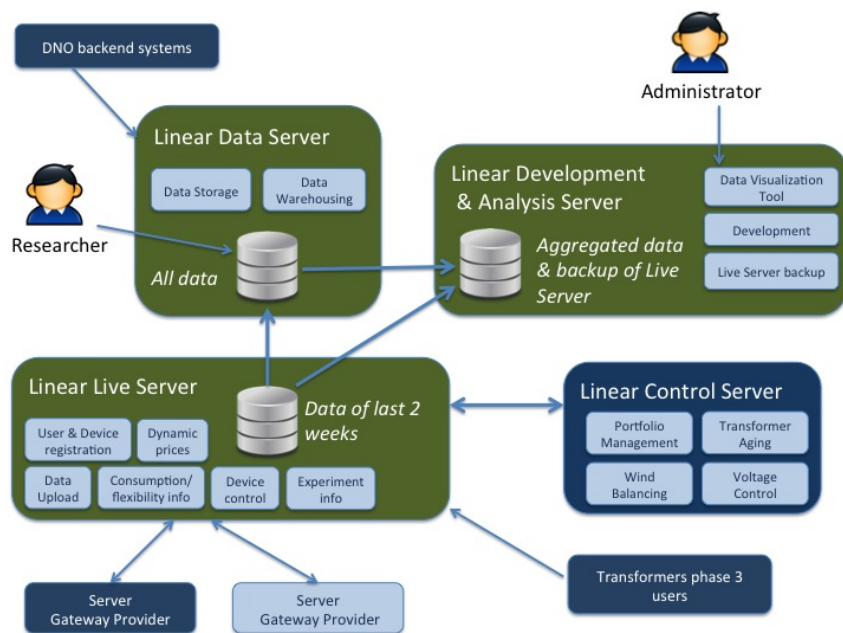 DNO backend systems
Administrator
Linear Data Server
Data Storage
Data
Warehousing
Researcher
All data
Linear Development
& Analysis Server
Aggregated data
& backup of Live
Server
Data Visualization
Tool
Development
Live Server backup
Linear Live Server
Data of last 2
weeks
User & Device
registration
Dynamic
prices
Data
Upload
Consumption/
flexibility info
Device
control
Experiment
info
Linear Control Server
Portfolio
Management
Transformer
Aging
Wind
Balancing
Voltage
Control
Server
Gateway Provider
Server
Gateway Provider
Transformers phase 3
users